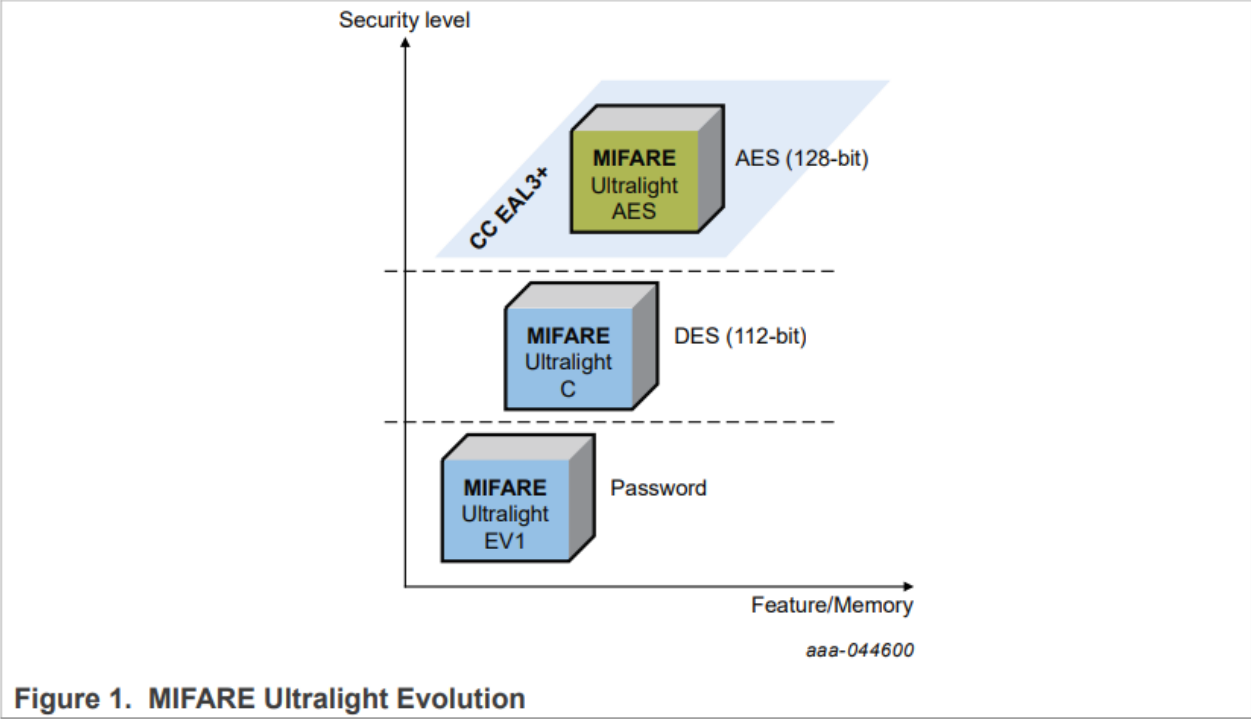 Security level
CC EAL3+
MIFARE
Ultralight
AES
AES (128-bit)
MIFARE
Ultralight
C
DES (112-bit)
MIFARE
Ultralight
EV1
Password
Feature/Memory
aaa-044600
Figure 1. MIFARE Ultralight Evolution